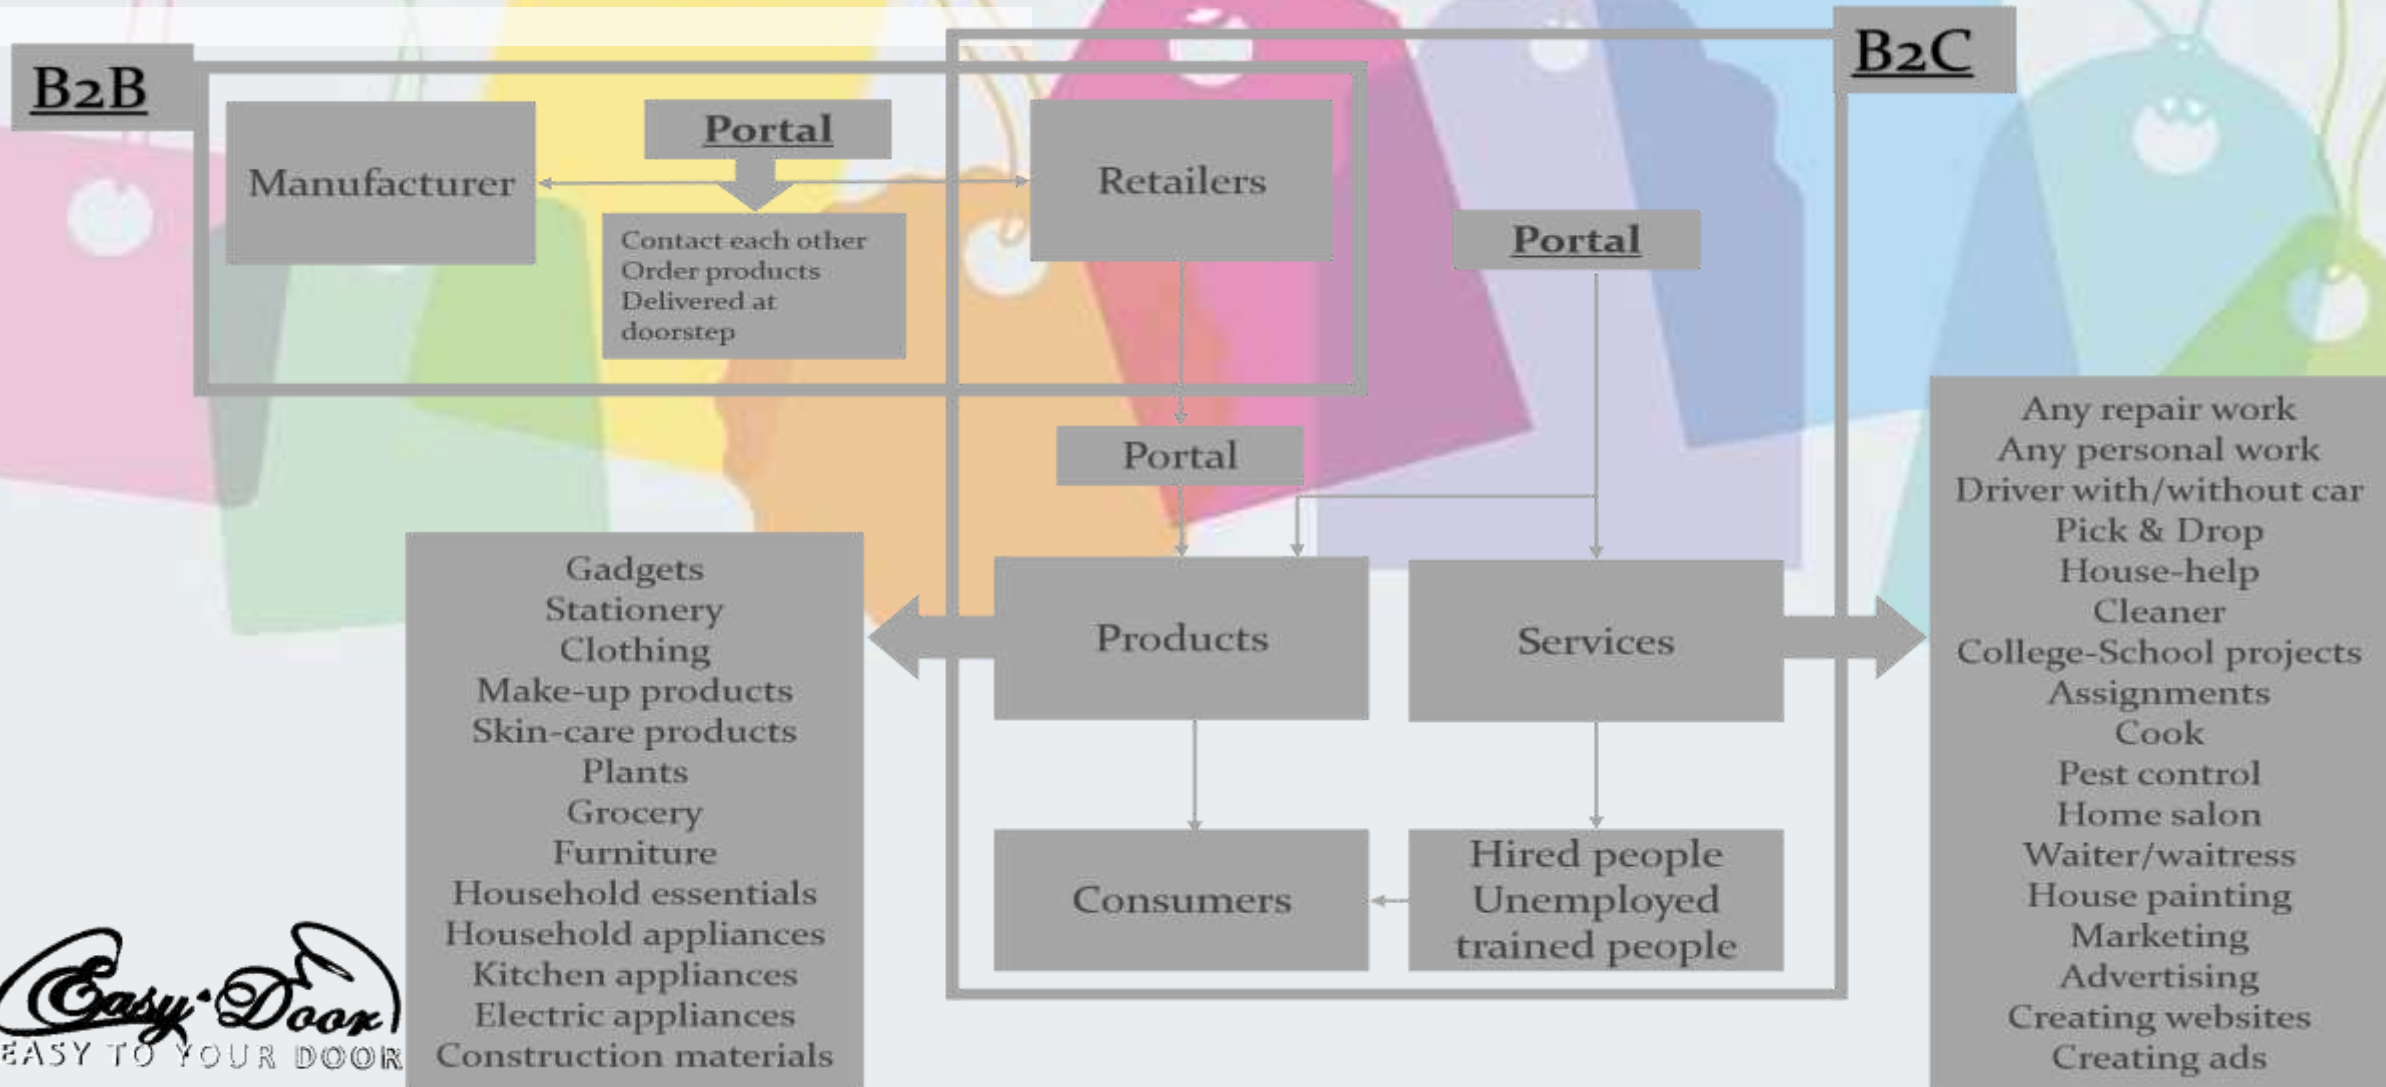 B2B
B2C
Manufacturer
Portal
Contact each other
Order products
Delivered at
doorstep
Retailers
Portal
Portal
Products
Services
Consumers
Hired people
Unemployed
trained people
Gadgets
Stationery
Clothing
Make-up products
Skin-care products
Plants
Grocery
Furniture
Household essentials
Household appliances
Kitchen appliances
Electric appliances
Construction materials
Any repair work
Any personal work
Driver with/without car
Pick & Drop
House-help
Cleaner
College-School projects
Assignments
Cook
Pest control
Home salon
Waiter/waitress
House painting
Marketing
Advertising
Creating websites
Creating ads
Easy·Door
EASY TO YOUR DOOR